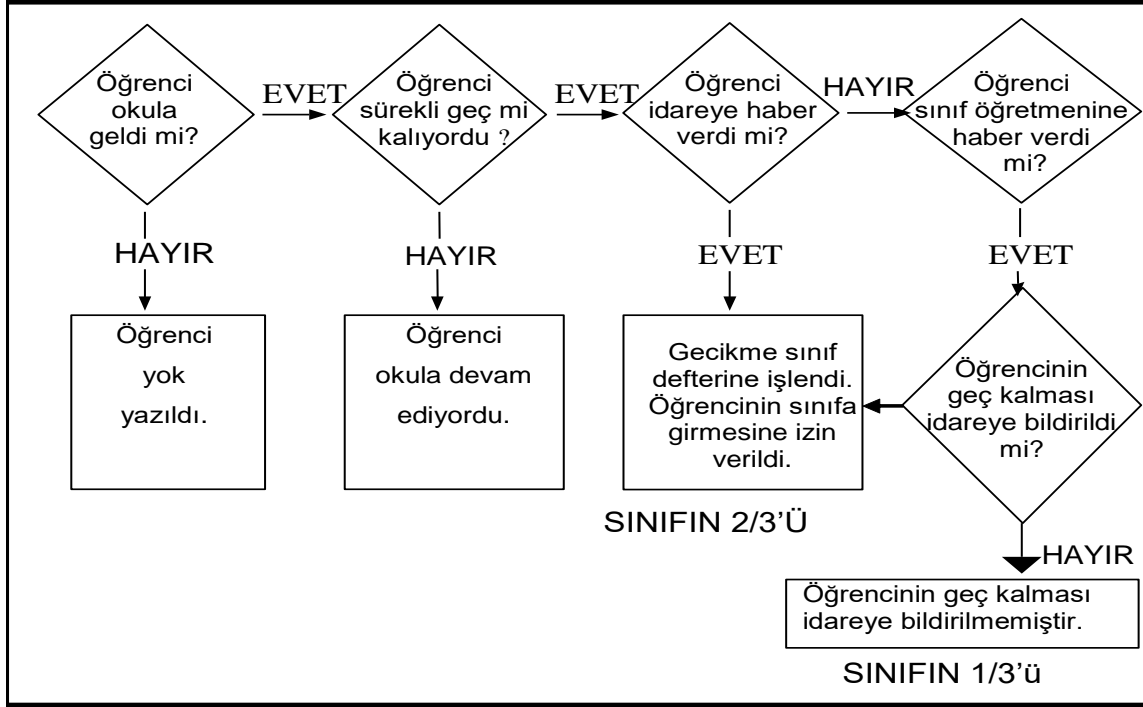 Öğrenci
okula
geldi mi?
EVET
Öğrenci
sürekli geç mi
kalıyordu ?
EVET
Öğrenci
idareye haber
verdi mi?
HAYIR
Öğrenci
sınıf öğretmenine
haber verdi
mi?
HAYIR
HAYIR
EVET
EVET
Öğrenci
yok
yazıldı.
Öğrenci
okula devam
ediyordu.
Gecikme sınıf
defterine işlendi.
Öğrencinin sınıfa
girmesine izin
verildi.
Öğrencinin
geç kalması
idareye bildirildi
mi?
SINIFIN 2/3’Ü
HAYIR
Öğrencinin geç kalması
idareye bildirilmemiştir.
SINIFIN 1/3’ü